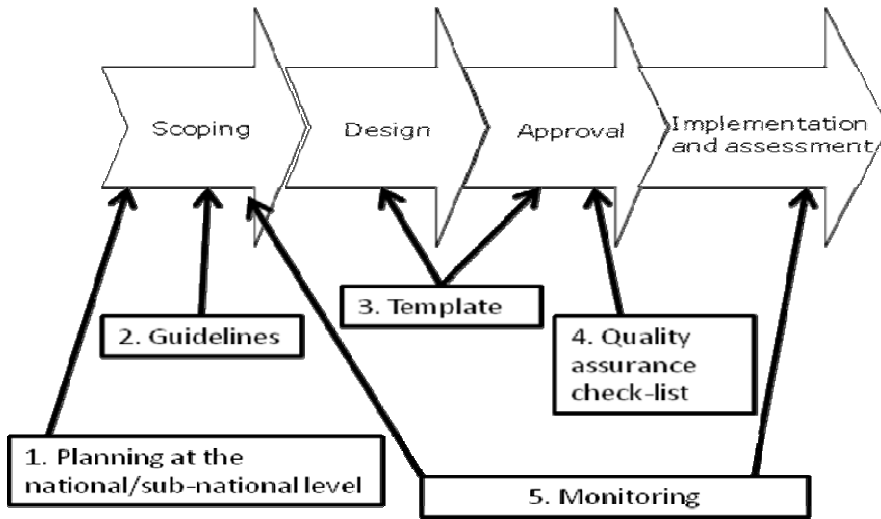 Scoping
Design
Approval
Implementation
and assessment
2. Guidelines
3. Template
4. Quality
assurance
check-list
1. Planning at the
national/sub-national level
5. Monitoring